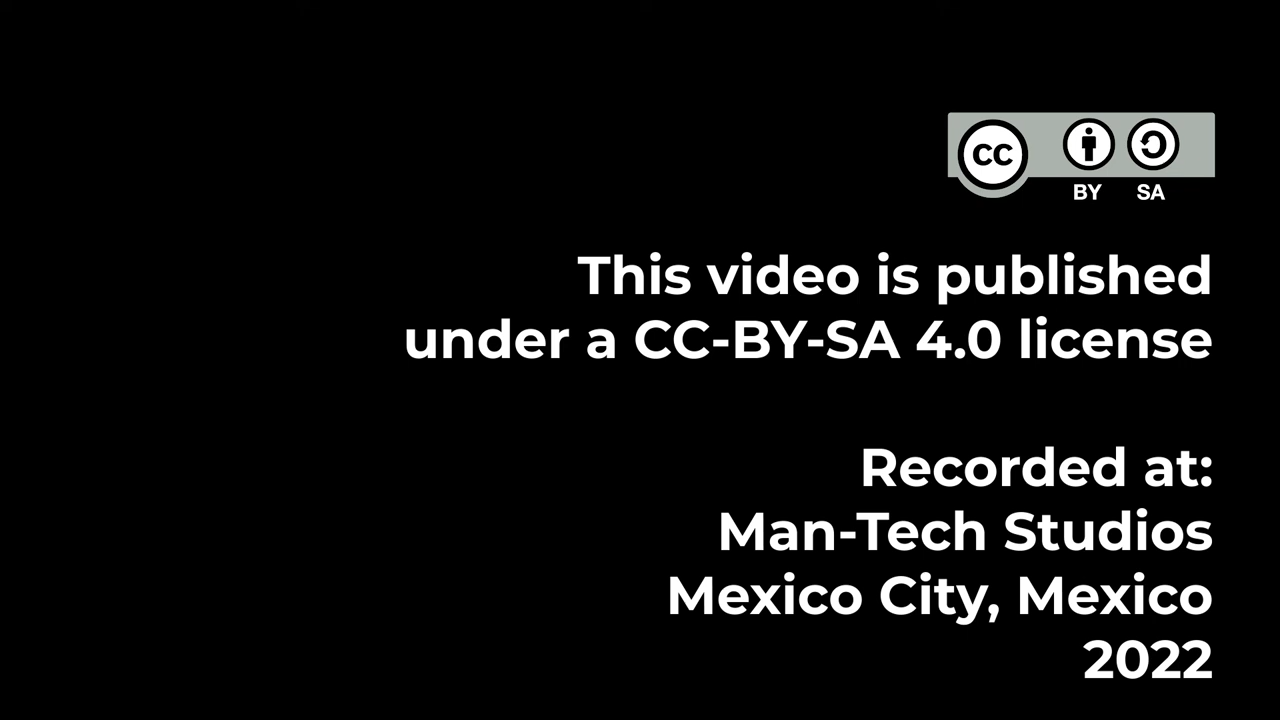 CC
BY SA
This video is published
under a CC-BY-SA 4.0 license
Recorded at:
Man-Tech Studios
Mexico City, Mexico
2022